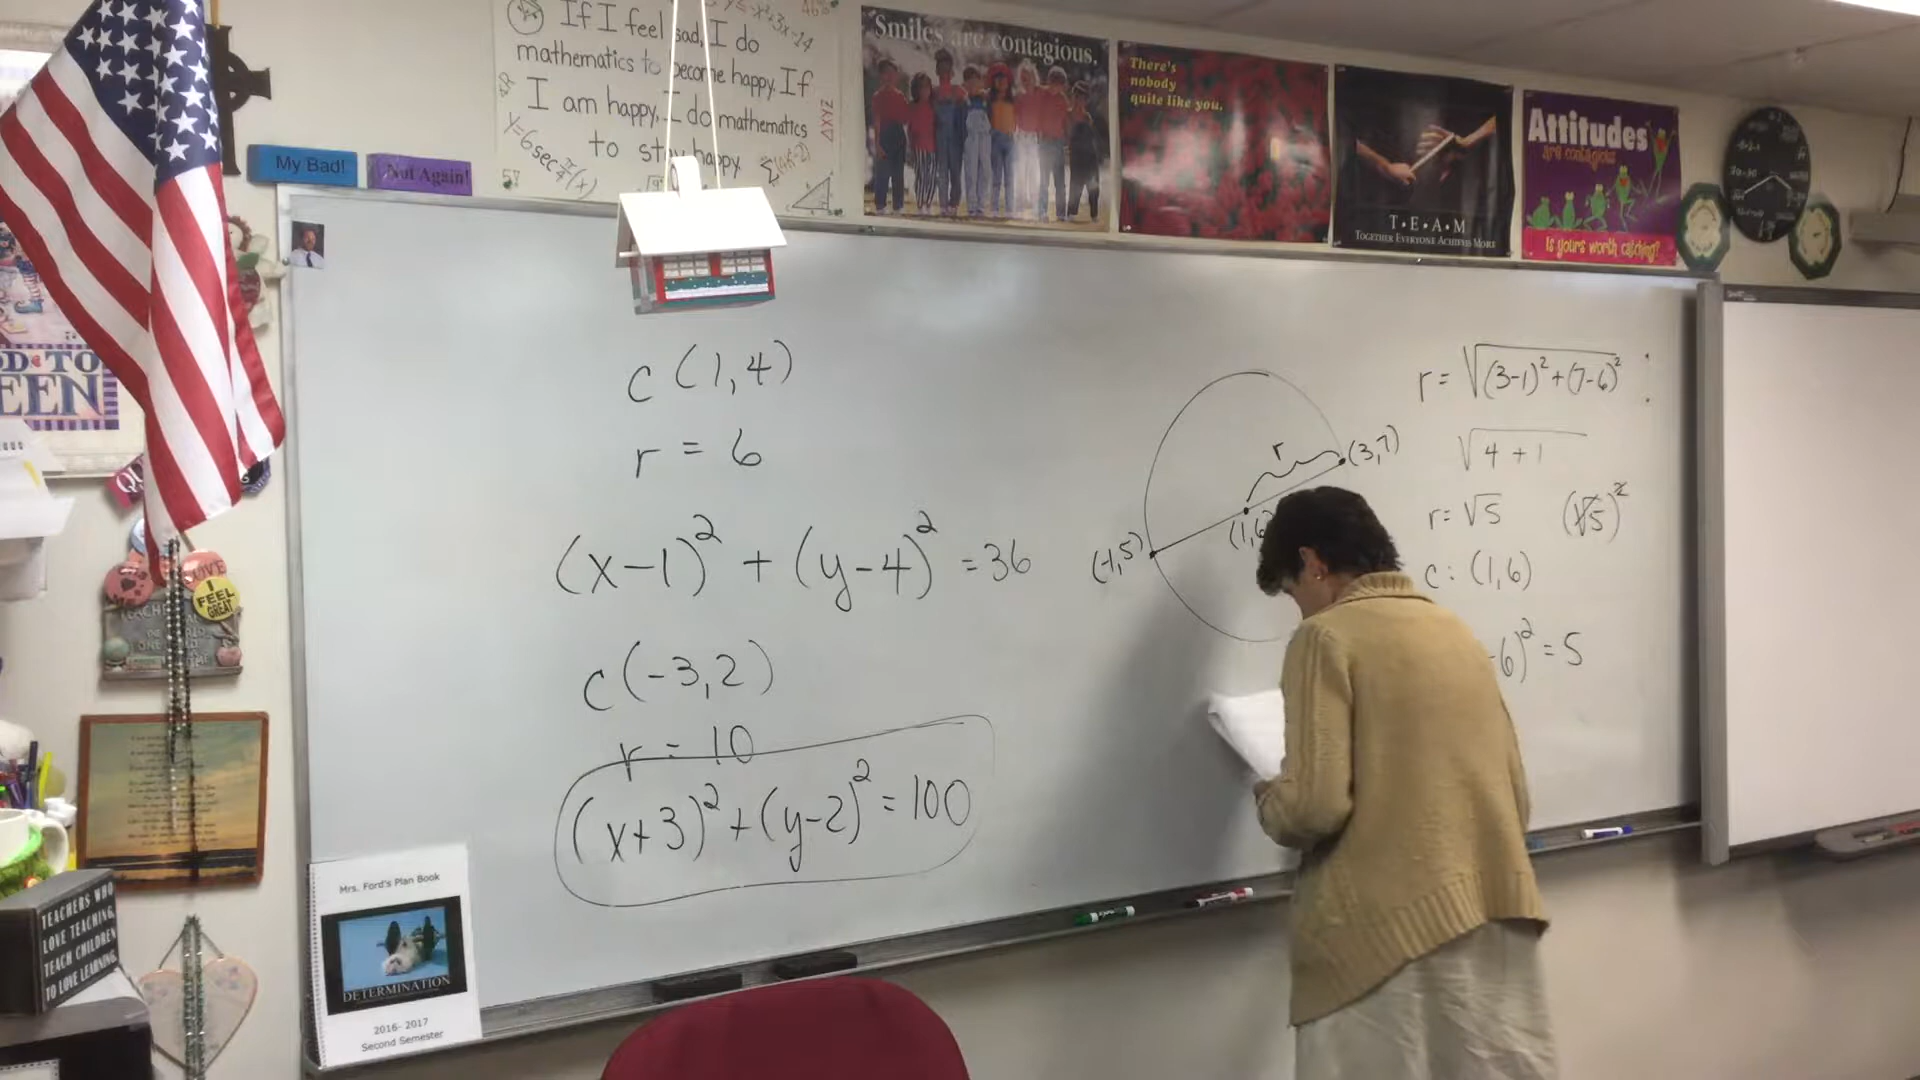 If I feel sad, I do
mathematics to become happy. If
I am happy, I do mathematics
to stay happy
y=6sec π/4(x)
57
ΔXYZ
My Bad!
Not Again!
Smiles are contagious.
There's
nobody
quite like you.
T•E•A•M
TOGETHER EVERYONE ACHIEVES MORE
Attitudes
are contagious
Is yours worth catching?
c (1,4)
r = 6
(x-1)² + (y-4)² = 36
c (-3,2)
r = 10
(x+3)² + (y-2)² = 100
r
(3,7)
(1,6
(-1,5)
r = √(3-1)²+(7-6)²
√4 + 1
r = √5 (√5)²
c: (1,6)
-6)² = 5
EEN
LOVE
I
FEEL
GREAT
TEACHERS WHO
LOVE TEACHING,
TEACH CHILDREN
TO LOVE LEARNING.
Mrs. Ford's Plan Book
DETERMINATION
2016- 2017
Second Semester